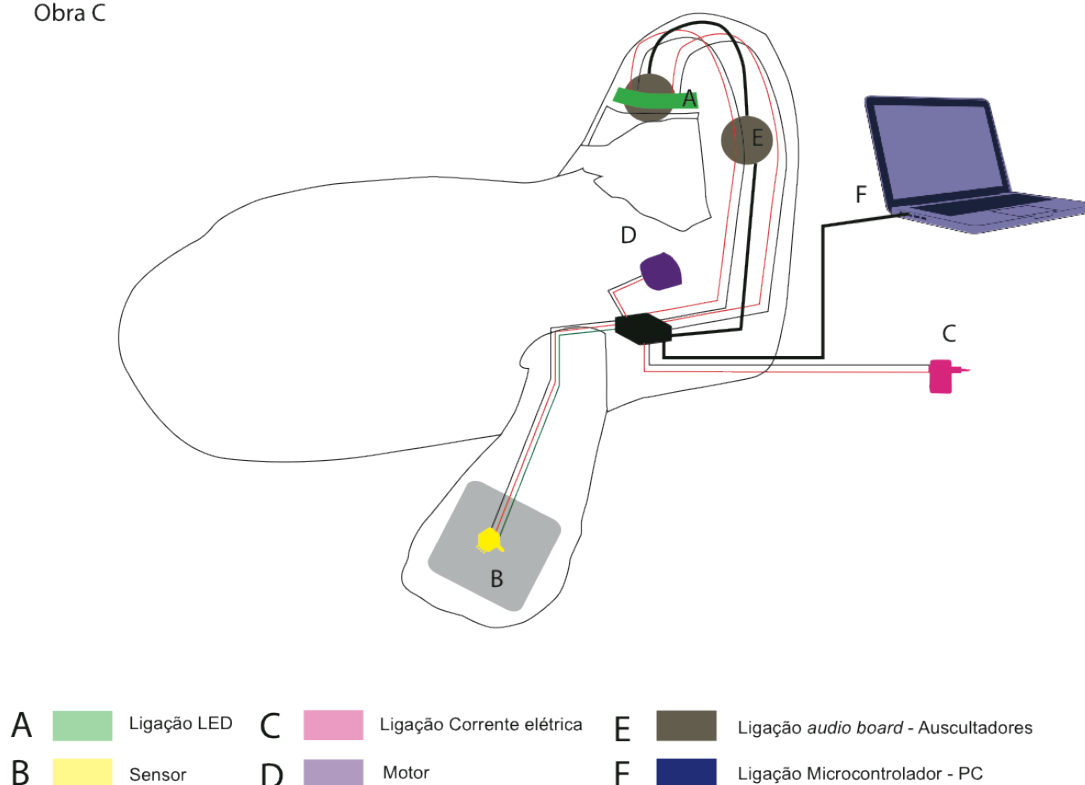 Obra C
A
E
F
D
C
B
A Ligação LED
C Ligação Corrente elétrica
E Ligação audio board - Auscultadores
B Sensor
D Motor
F Ligação Microcontrolador - PC